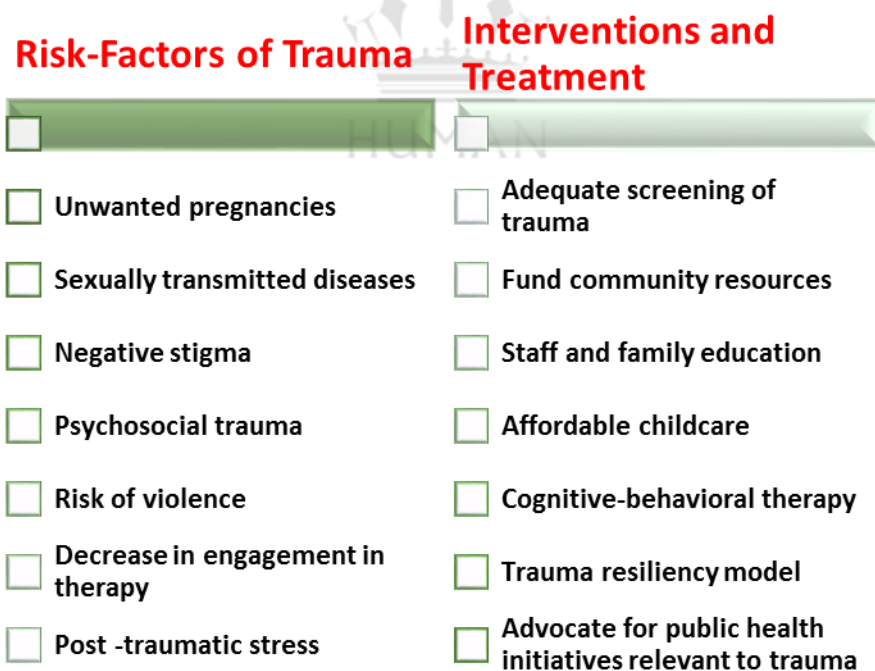 Risk-Factors of Trauma
Unwanted pregnancies
Sexually transmitted diseases
Negative stigma
Psychosocial trauma
Risk of violence
Decrease in engagement in
therapy
Post -traumatic stress
Interventions and
Treatment
Adequate screening of
trauma
Fund community resources
Staff and family education
Affordable childcare
Cognitive-behavioral therapy
Trauma resiliency model
Advocate for public health
initiatives relevant to trauma
HUMAN